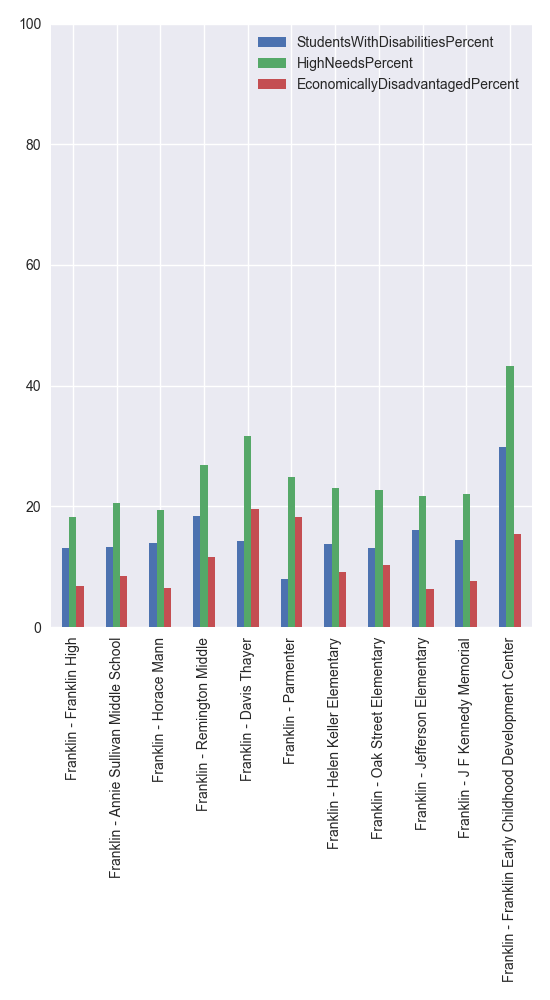 100
80
60
40
20
0
StudentsWithDisabilitiesPercent
HighNeedsPercent
EconomicallyDisadvantagedPercent
Franklin - Franklin High
Franklin - Annie Sullivan Middle School
Franklin - Horace Mann
Franklin - Remington Middle
Franklin - Davis Thayer
Franklin - Parmenter
Franklin - Helen Keller Elementary
Franklin - Oak Street Elementary
Franklin - Jefferson Elementary
Franklin - J F Kennedy Memorial
Franklin - Franklin Early Childhood Development Center